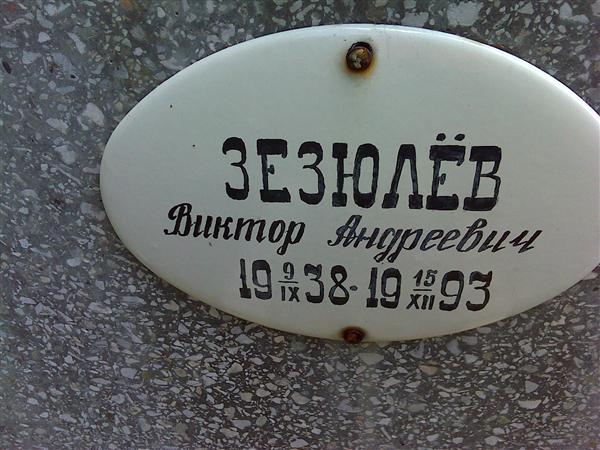 ЗЕЗЮЛЁВ
Виктор Андреевич
19 9/IX 38-19 15/XII 93